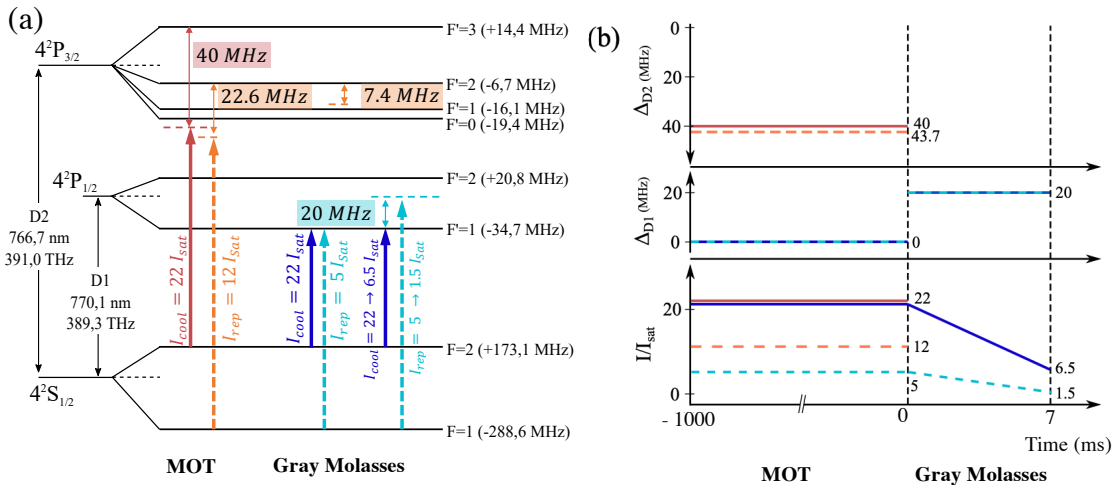 (a)
F'=3 (+14,4 MHz)
4²P3/2
40 MHz
F'=2 (-6,7 MHz)
22.6 MHz
7.4 MHz
F'=1 (-16,1 MHz)
F'=0 (-19,4 MHz)
4²P1/2
F'=2 (+20,8 MHz)
20 MHz
F'=1 (-34,7 MHz)
D2
766,7 nm
391,0 THz
D1
770,1 nm
389,3 THz
Icool = 22 Isat
Irep = 12 ISat
Icool = 22 Isat
Irep = 5 ISat
Icool = 22 → 6.5 Isat
Irep = 5 → 1.5 ISat
F=2 (+173,1 MHz)
4²S1/2
F=1 (-288,6 MHz)
MOT
Gray Molasses
(b)
ΔD2 (MHz)
0
20
40
40
43.7
ΔD1 (MHz)
20
0
20
0
I/Isat
20
0
22
12
5
6.5
1.5
- 1000
//
0
7
Time (ms)
MOT
Gray Molasses